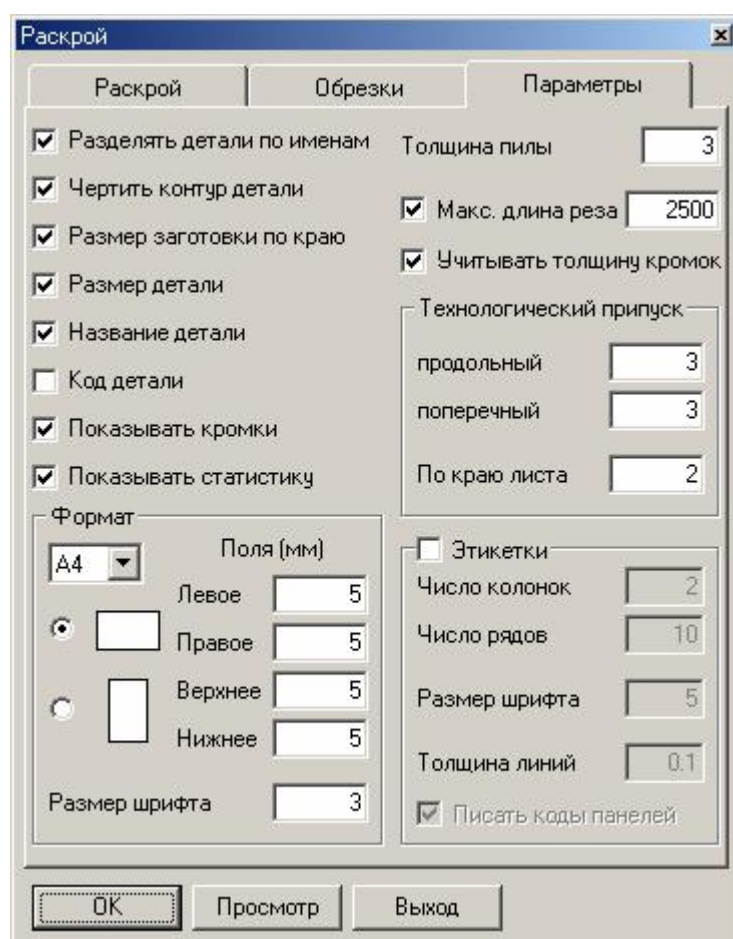 Раскрой
Раскрой Обрезки Параметры
Разделять детали по именам
Чертить контур детали
Размер заготовки по краю
Размер детали
Название детали
Код детали
Показывать кромки
Показывать статистику
Толщина пилы 3
Макс. длина реза 2500
Учитывать толщину кромок
Технологический припуск
продольный 3
поперечный 3
По краю листа 2
Формат
A4 Поля (мм)
Левое 5
Правое 5
Верхнее 5
Нижнее 5
Размер шрифта 3
Этикетки
Число колонок 2
Число рядов 10
Размер шрифта 5
Толщина линий 0.1
Писать коды панелей
OK Просмотр Выход